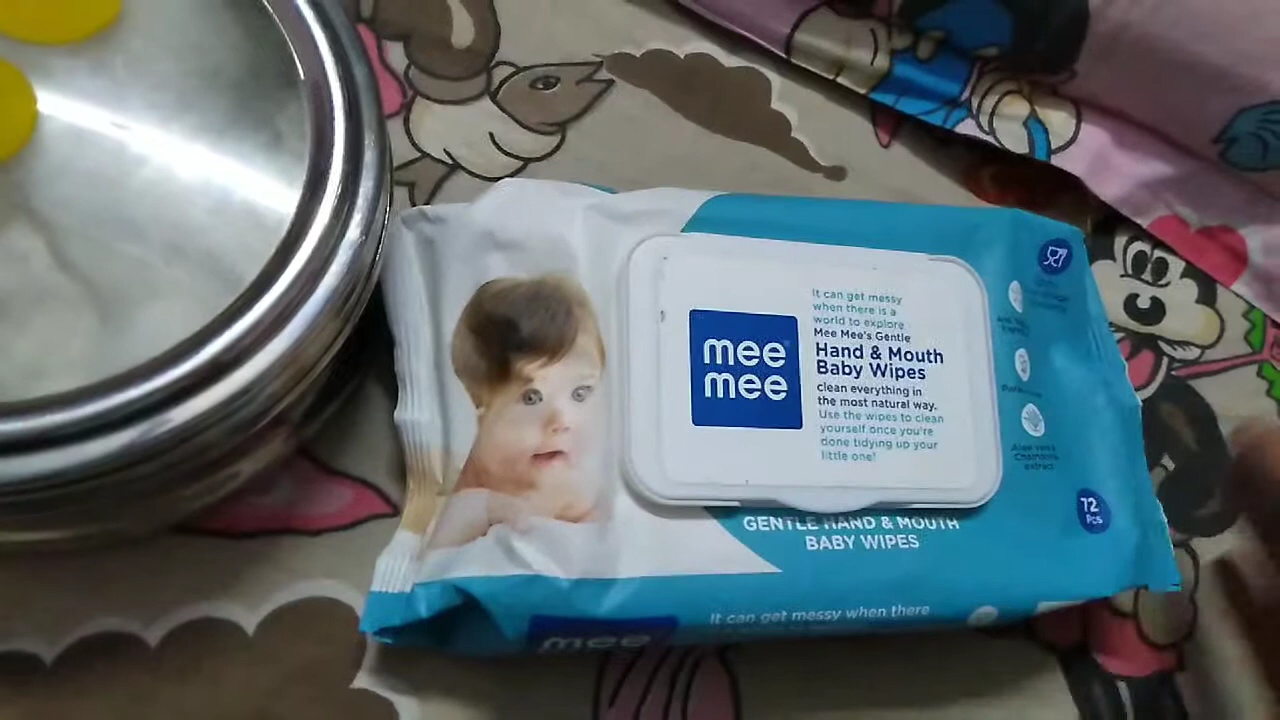 mee
mee
It can get messy
when there is a
world to explore
Mee Mee's Gentle
Hand & Mouth
Baby Wipes
clean everything in
the most natural way.
Use the wipes to clean
yourself once you're
done tidying up your
little one!
Aloe vera
Chamomile
extract
72
Pcs
GENTLE HAND & MOUTH
BABY WIPES
mee
It can get messy when there